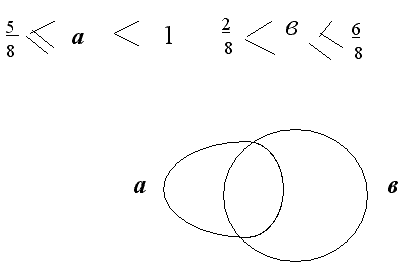 5/8 ≤ а < 1 2/8 < в ≤ 6/8
а в